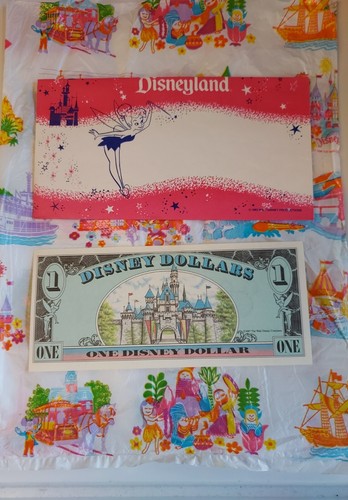 Disneyland
1 DISNEY DOLLARS 1
ONE ONE DISNEY DOLLAR ONE